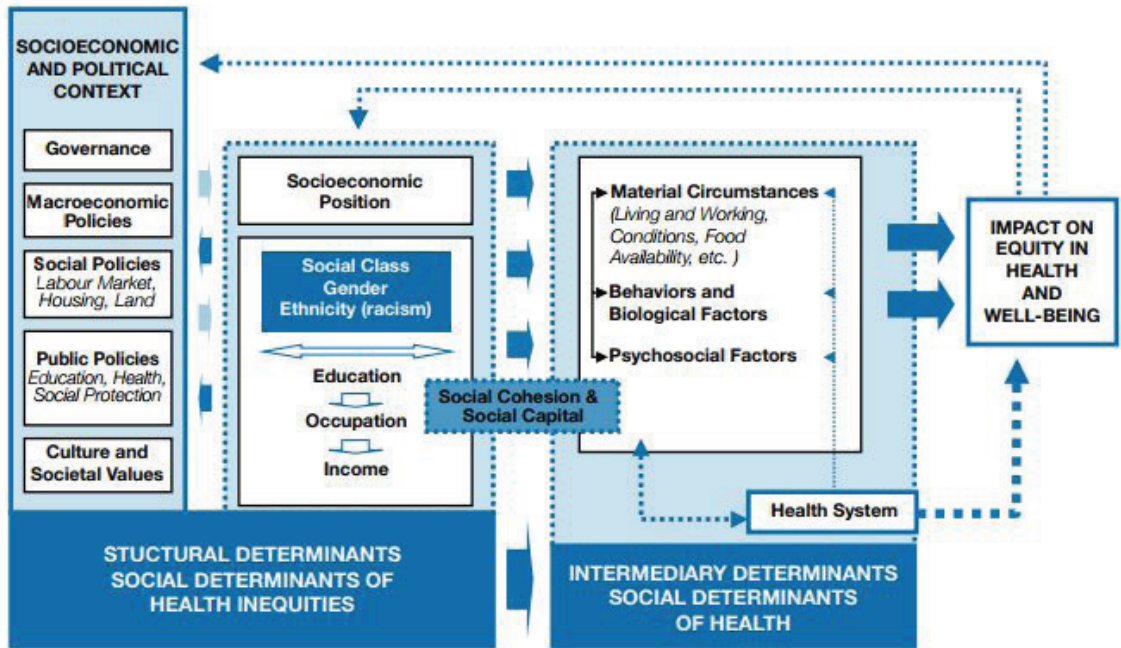 SOCIOECONOMIC
AND POLITICAL
CONTEXT
Governance
Macroeconomic
Policies
Social Policies
Labour Market,
Housing, Land
Public Policies
Education, Health,
Social Protection
Culture and
Societal Values
Socioeconomic
Position
Social Class
Gender
Ethnicity (racism)
Education
Occupation
Income
Social Cohesion &
Social Capital
Material Circumstances
(Living and Working,
Conditions, Food
Availability, etc. )
Behaviors and
Biological Factors
Psychosocial Factors
Health System
IMPACT ON
EQUITY IN
HEALTH
AND
WELL-BEING
STUCTURAL DETERMINANTS
SOCIAL DETERMINANTS OF
HEALTH INEQUITIES
INTERMEDIARY DETERMINANTS
SOCIAL DETERMINANTS
OF HEALTH